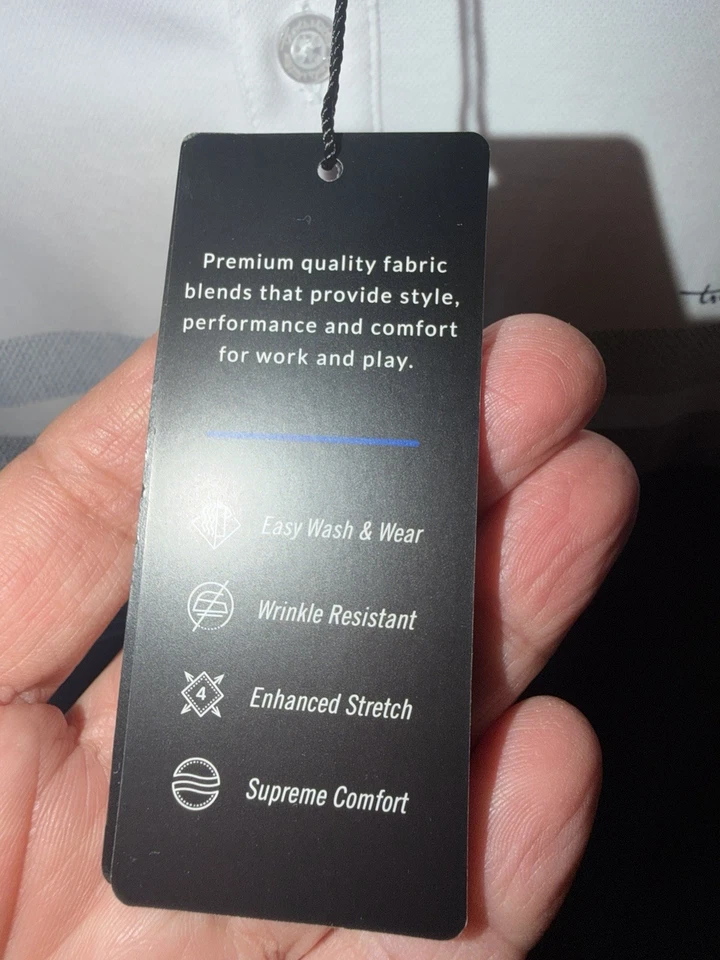 Premium quality fabric
blends that provide style,
performance and comfort
for work and play.
Easy Wash & Wear
Wrinkle Resistant
4
Enhanced Stretch
Supreme Comfort